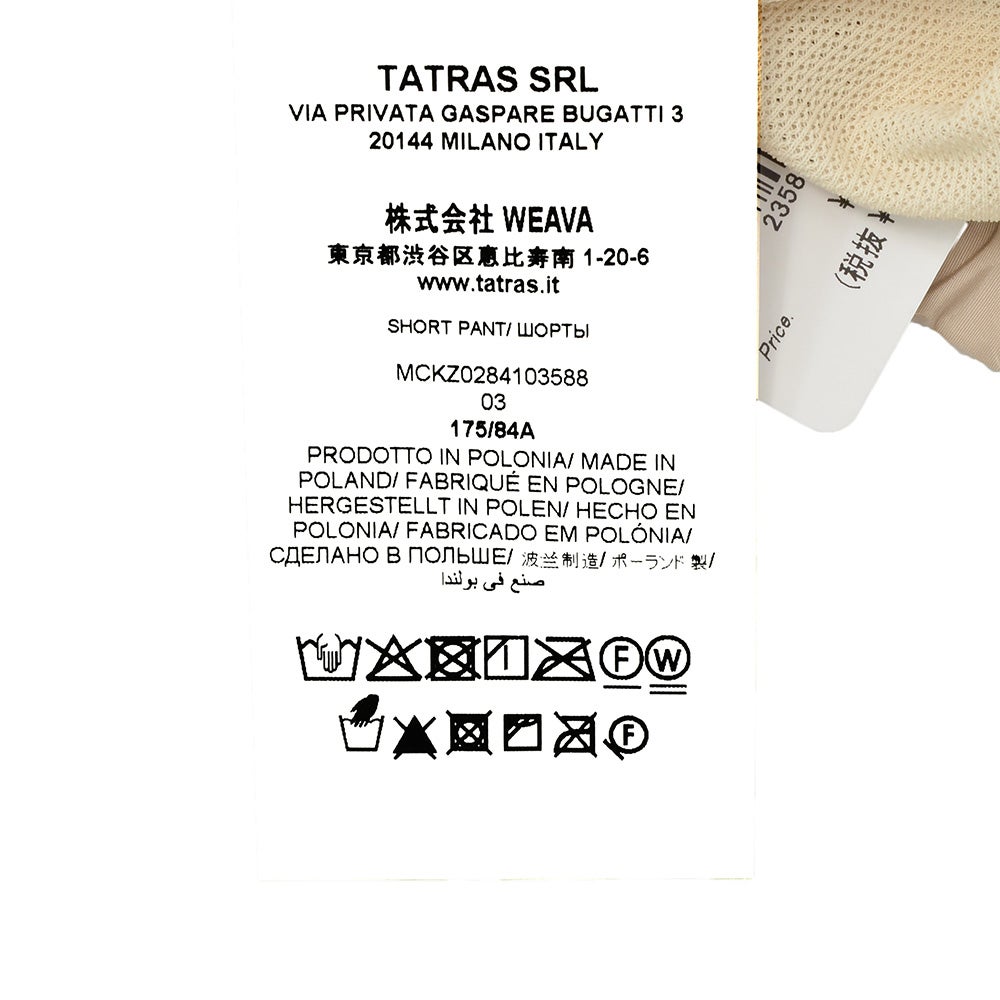 TATRAS SRL
VIA PRIVATA GASPARE BUGATTI 3
20144 MILANO ITALY
株式会社 WEAVA
東京都渋谷区恵比寿南 1-20-6
www.tatras.it
SHORT PANT/ ШОРТЫ
MCKZ0284103588
03
175/84A
PRODOTTO IN POLONIA/ MADE IN
POLAND/ FABRIQUÉ EN POLOGNE/
HERGESTELLT IN POLEN/ HECHO EN
POLONIA/ FABRICADO EM POLÓNIA/
СДЕЛАНО В ПОЛЬШЕ/ 波兰制造/ ポーランド 製/
صنع في بولندا
F W
F
2358
¥
(税抜 ¥
Price.